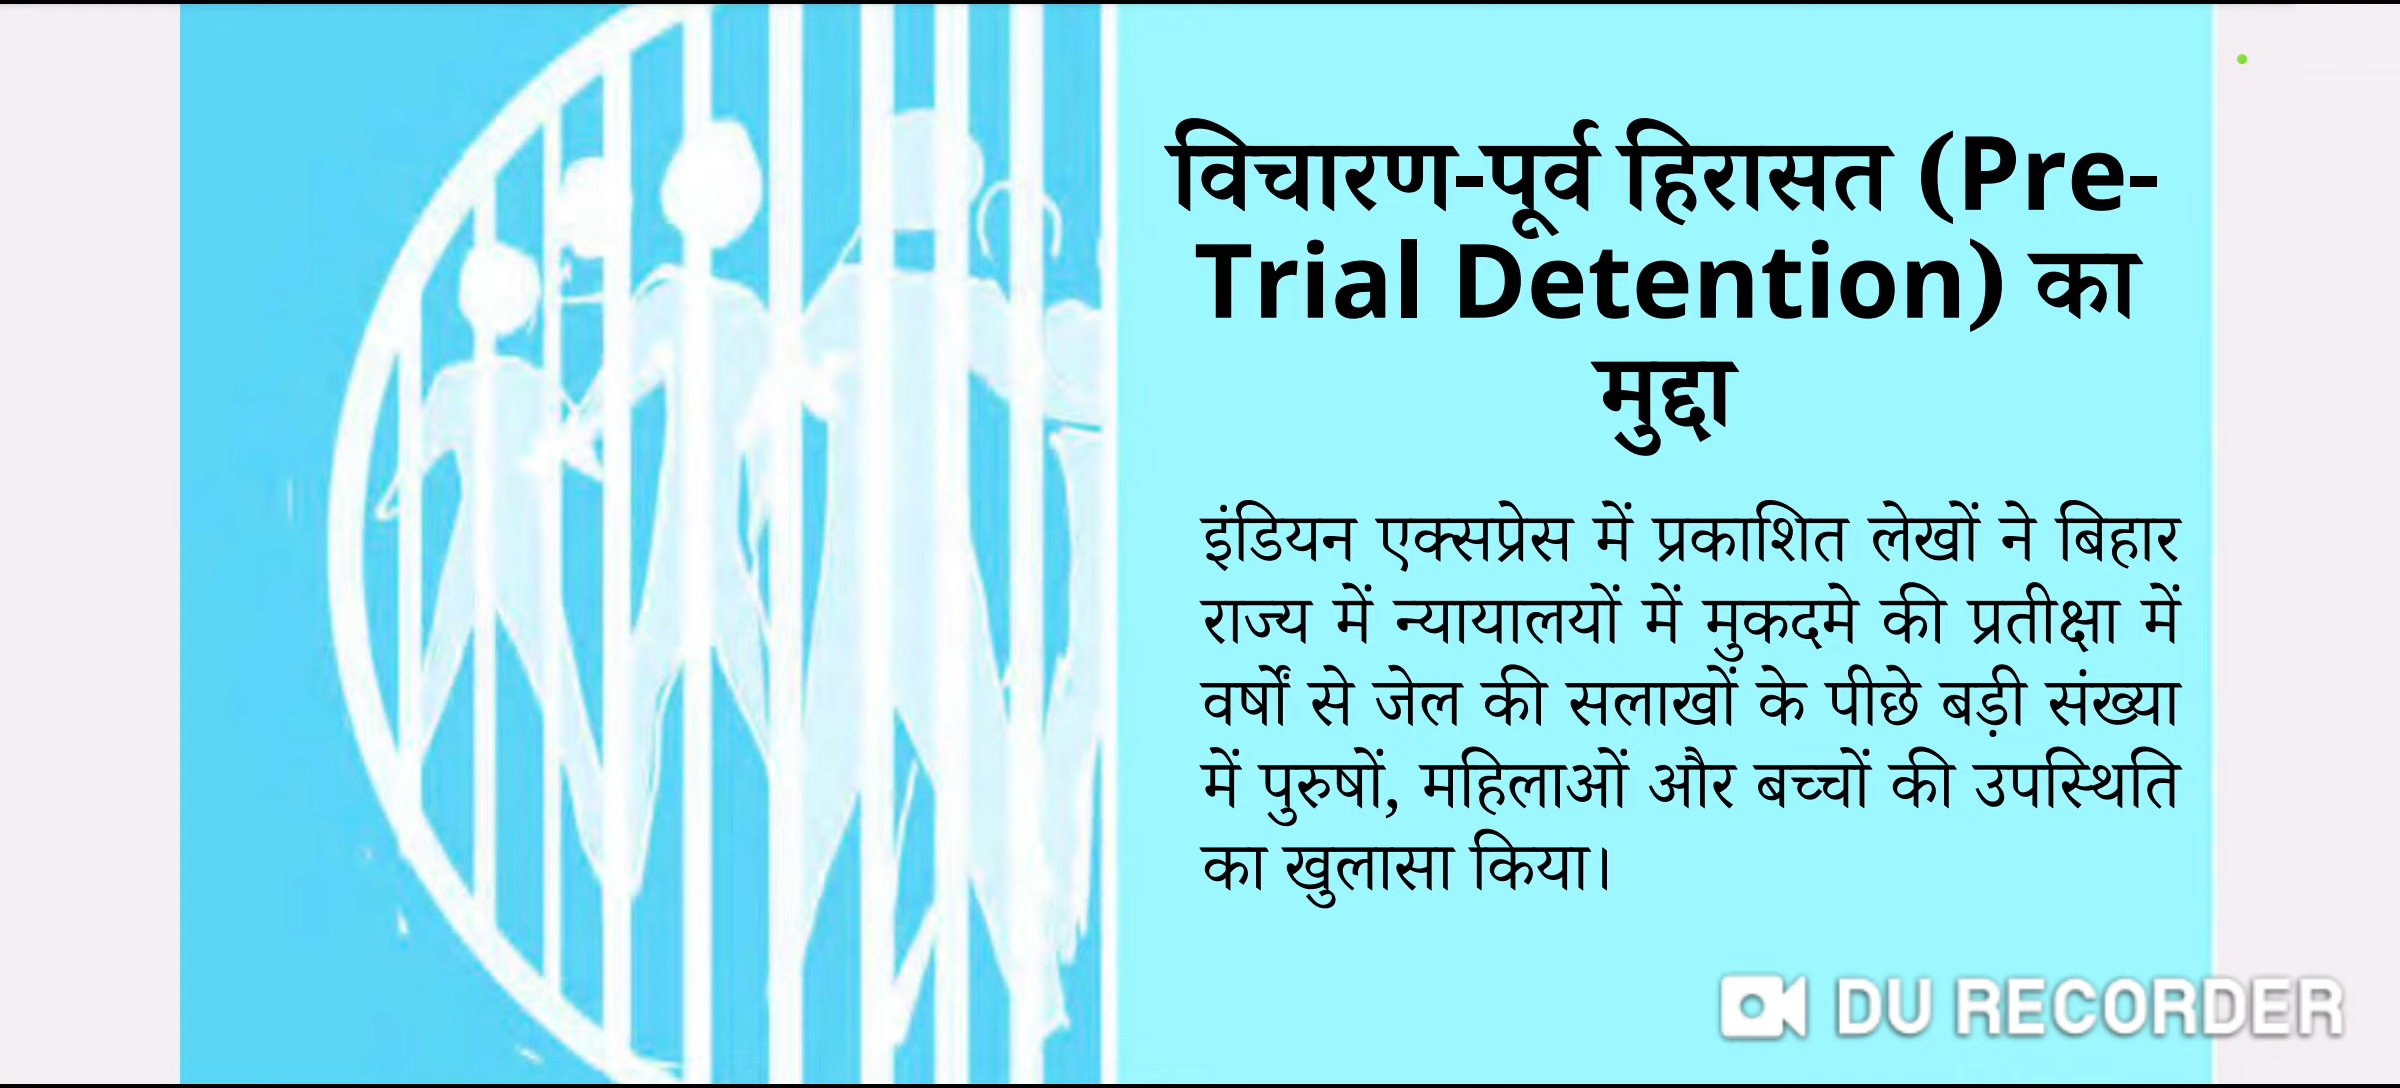 विचारण-पूर्व हिरासत (Pre-
Trial Detention) का
मुद्दा
इंडियन एक्सप्रेस में प्रकाशित लेखों ने बिहार
राज्य में न्यायालयों में मुकदमे की प्रतीक्षा में
वर्षों से जेल की सलाखों के पीछे बड़ी संख्या
में पुरुषों, महिलाओं और बच्चों की उपस्थिति
का खुलासा किया।
DU RECORDER